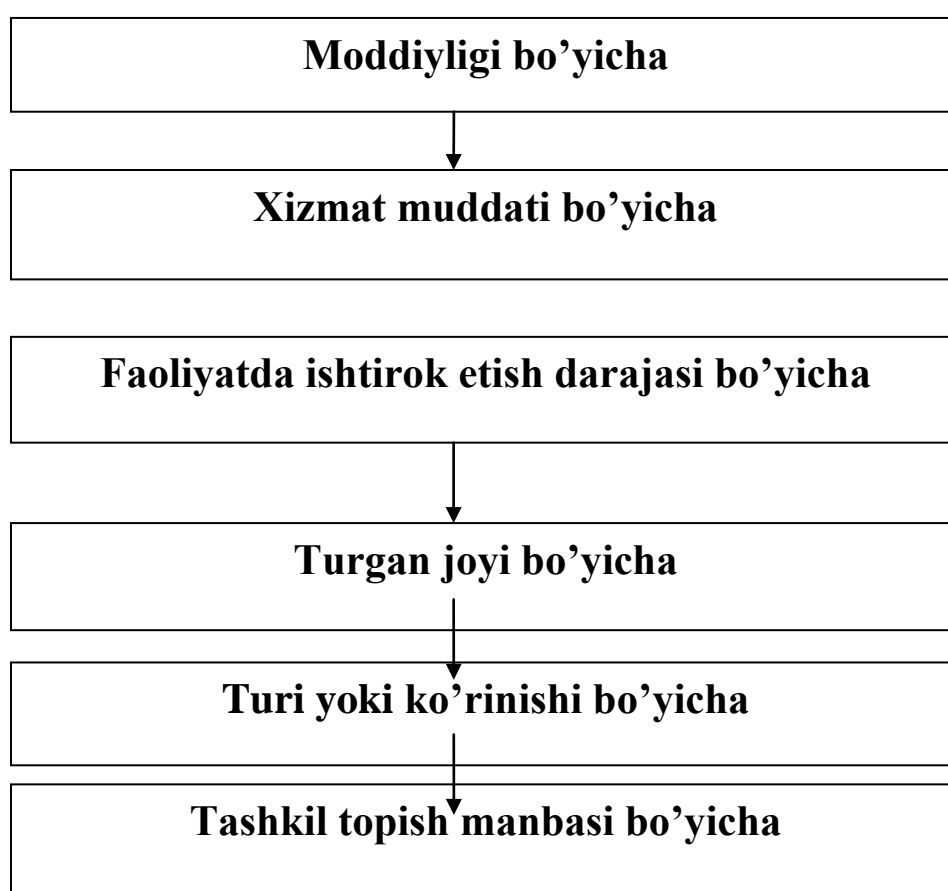 Moddiyligi bo’yicha
Xizmat muddati bo’yicha
Faoliyatda ishtirok etish darajasi bo’yicha
Turgan joyi bo’yicha
Turi yoki ko’rinishi bo’yicha
Tashkil topish manbasi bo’yicha